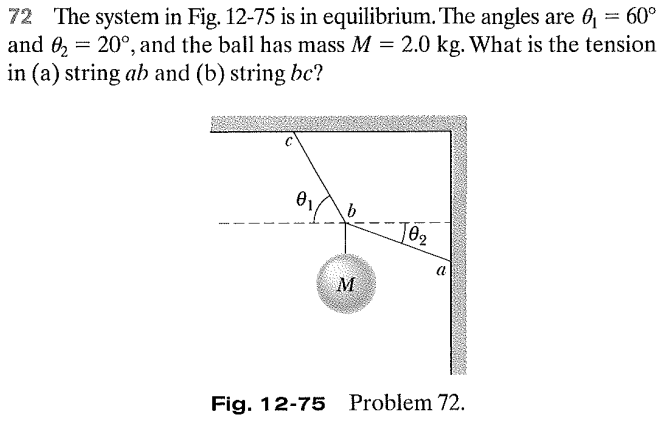 72 The system in Fig. 12-75 is in equilibrium. The angles are θ₁ = 60°
and θ₂ = 20°, and the ball has mass M = 2.0 kg. What is the tension
in (a) string ab and (b) string bc?
c
θ₁
b
θ₂
a
M
Fig. 12-75 Problem 72.